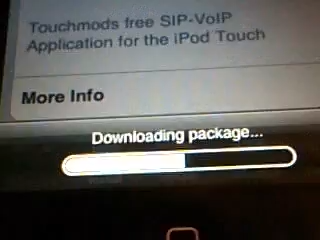 Touchmods free SIP-VoIP
Application for the iPod Touch
More Info
Downloading package...